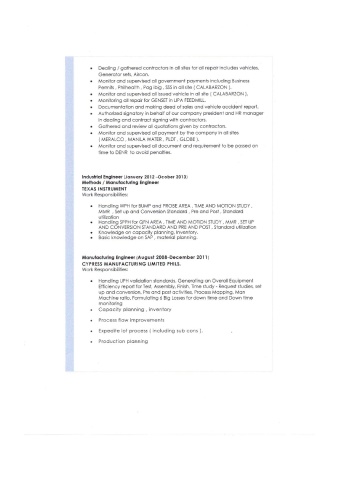 • Dealing / gathered contractors in all sites for all repair includes vehicles,
Generator sets, Aircon.
• Monitor and supervised all government payments including Business
Permits , Philhealth , Pag ibig , SSS in all site ( CALABARZON ).
• Monitor and supervised all issued vehicle in all site ( CALABARZON ).
• Monitoring all repair for GENSET in LIPA FEEDMILL.
• Documentation and making deed of sales and vehicle accident report.
• Authorized signatory in behalf of our company president and HR manager
in dealing and contract signing with contractors.
• Gathered and review all quotations given by contractors.
• Monitor and supervised all payment by the company in all sites
( MERALCO , MANILA WATER , PLDT , GLOBE ).
• Monitor and supervised all document and requirement to be passed on
time to DENR to avoid penalties.
Industrial Engineer (January 2012 -October 2013)
Methods / Manufacturing Engineer
TEXAS INSTRUMENT
Work Responsibilities:
• Handling WPH for BUMP and PROBE AREA , TIME AND MOTION STUDY ,
MMR , Set up and Conversion Standard , Pre and Post , Standard
utilization
• Handling SPPH for QFN AREA , TIME AND MOTION STUDY , MMR , SET UP
AND CONVERSION STANDARD AND PRE AND POST , Standard utilization
• Knowledge on capacity planning, Inventory.
• Basic knowledge on SAP , material planning.
Manufacturing Engineer (August 2008-December 2011)
CYPRESS MANUFACTURING LIMITED PHILS.
Work Responsibilities:
• Handling UPH validation standards, Generating an Overall Equipment
Efficiency report for Test, Assembly, Finish, Time study - Request studies, set
up and conversion, Pre and post activities, Process Mapping, Man
Machine ratio, Formulating 6 Big Losses for down time and Down time
monitoring
• Capacity planning , inventory
• Process flow improvements
• Expedite lot process ( including sub cons ).
• Production planning